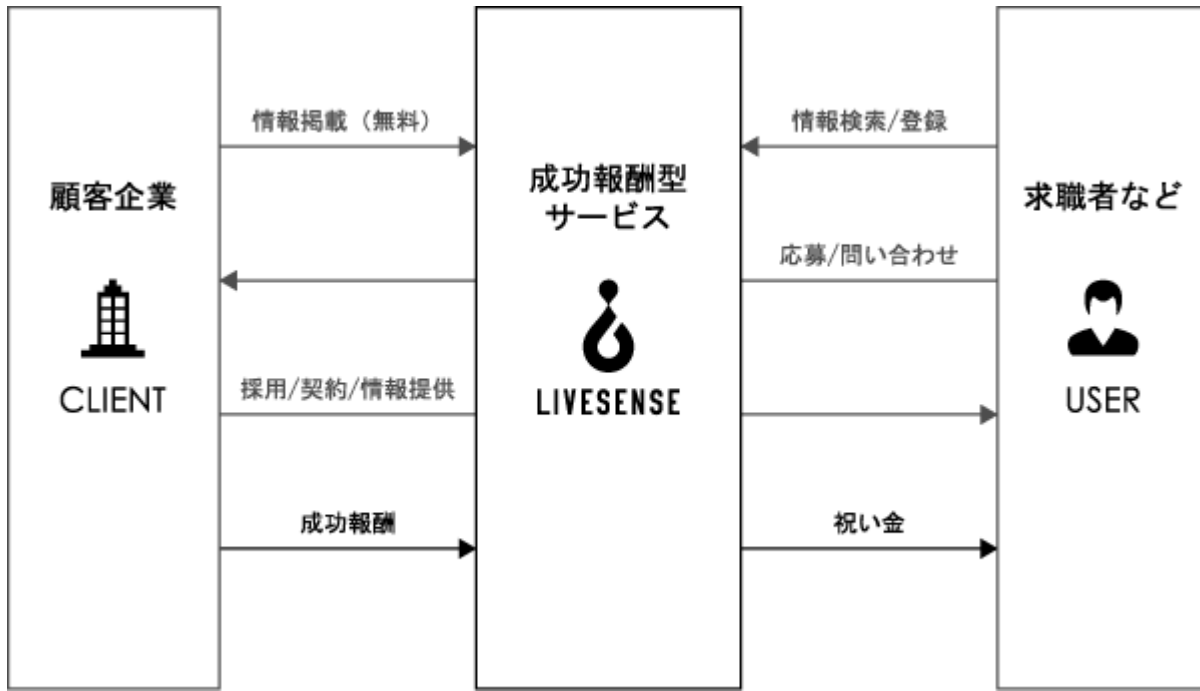 情報掲載（無料）
情報検索/登録
顧客企業
成功報酬型
サービス
求職者など
応募/問い合わせ
採用/契約/情報提供
CLIENT
LIVESENSE
USER
成功報酬
祝い金